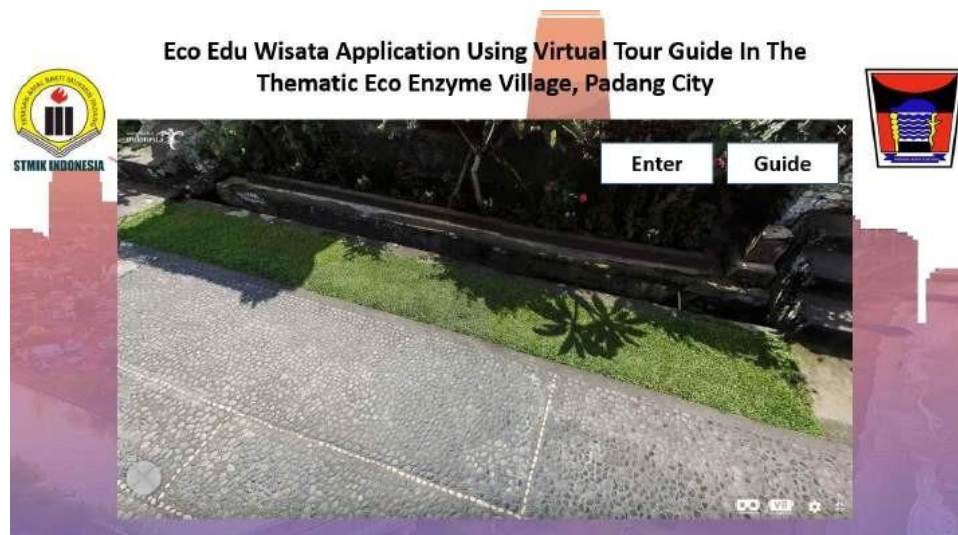 Eco Edu Wisata Application Using Virtual Tour Guide In The
Thematic Eco Enzyme Village, Padang City
STMIK INDONESIA
Enter
Guide
VR